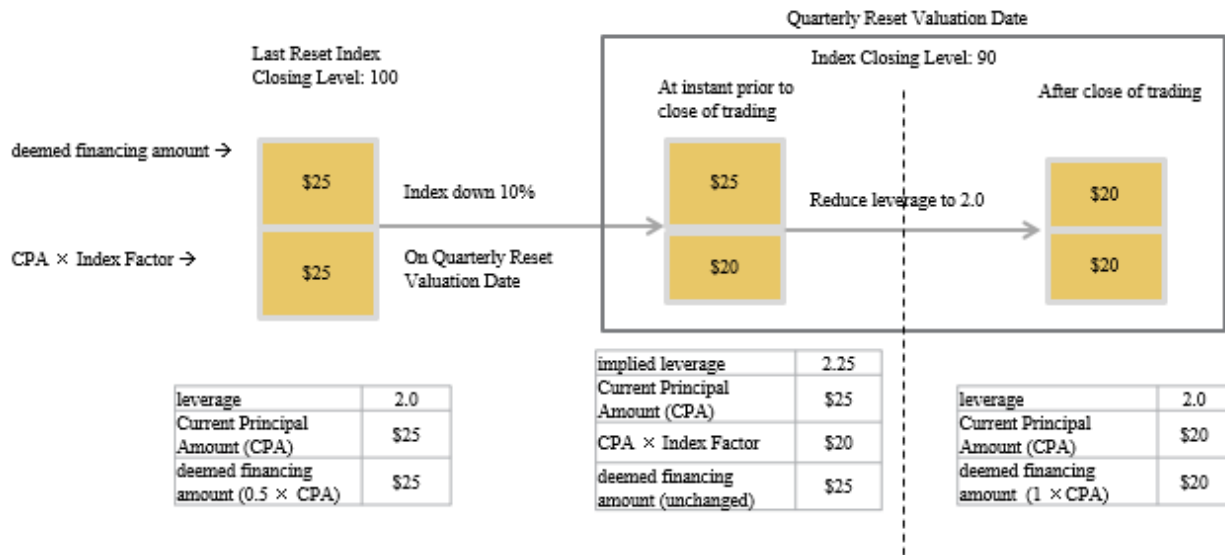 Quarterly Reset Valuation Date
Last Reset Index
Closing Level: 100
Index Closing Level: 90
At instant prior to
close of trading
After close of trading
deemed financing amount →
$25
Index down 10%
$25
Reduce leverage to 2.0
$20
CPA × Index Factor →
$25
On Quarterly Reset
Valuation Date
$20
$20
leverage 2.0
Current Principal
Amount (CPA) $25
deemed financing
amount (0.5 × CPA) $25
implied leverage 2.25
Current Principal
Amount (CPA) $25
CPA × Index Factor $20
deemed financing
amount (unchanged) $25
leverage 2.0
Current Principal
Amount (CPA) $20
deemed financing
amount (1 ×CPA) $20